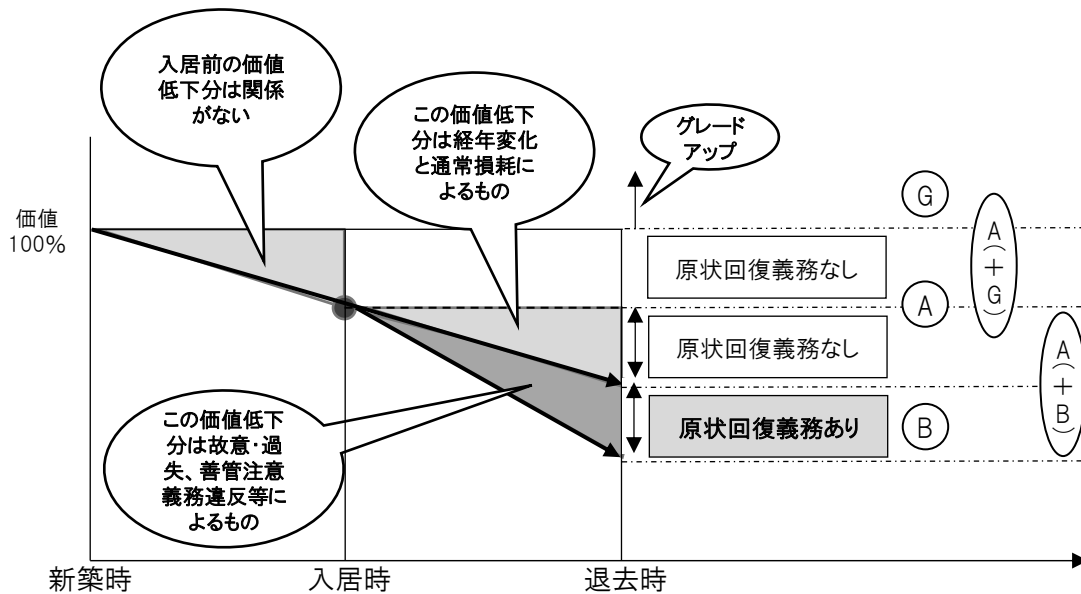 入居前の価値
低下分は関係
がない
この価値低下
分は経年変化
と通常損耗に
よるもの
グレード
アップ
価値
100%
G
A(+G)
原状回復義務なし
A
原状回復義務なし
A(+B)
原状回復義務あり
B
この価値低下
分は故意・過
失、善管注意
義務違反等に
よるもの
新築時
入居時
退去時